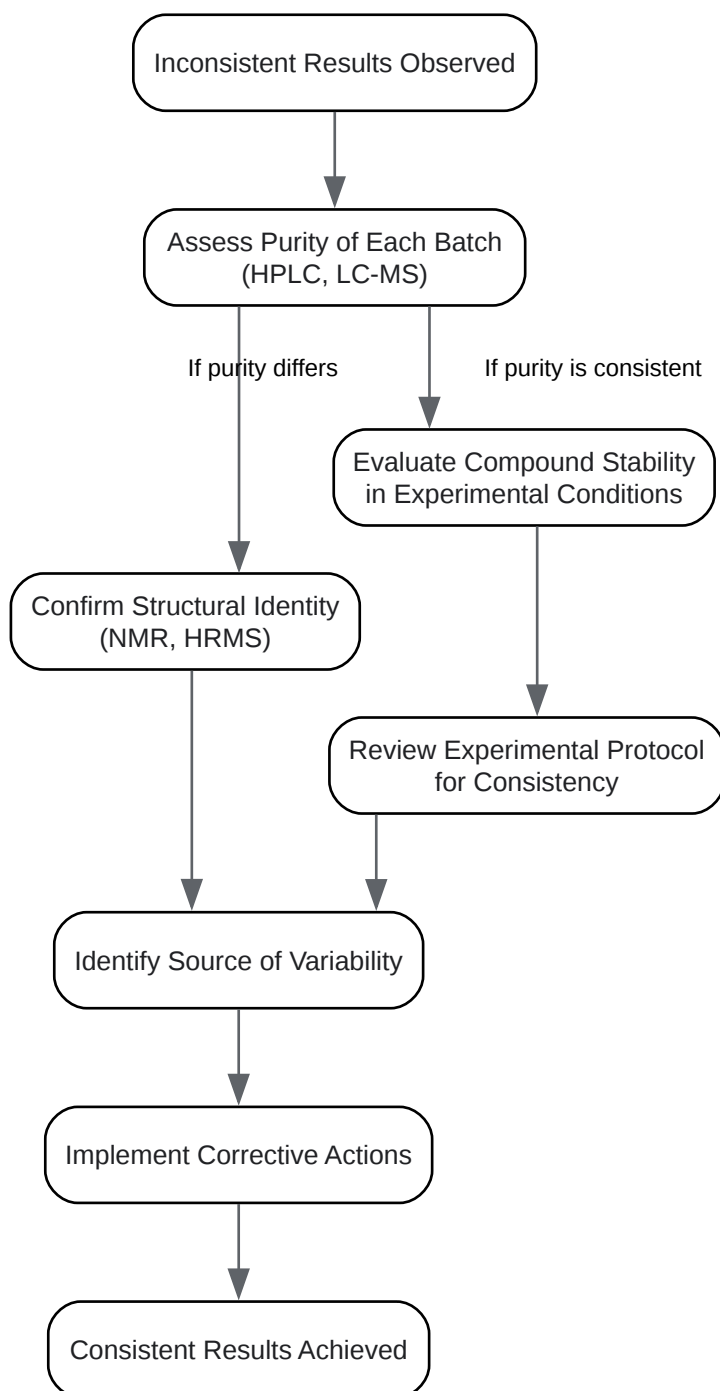 Inconsistent Results Observed
Assess Purity of Each Batch
(HPLC, LC-MS)
If purity differs
If purity is consistent
Evaluate Compound Stability
in Experimental Conditions
Confirm Structural Identity
(NMR, HRMS)
Review Experimental Protocol
for Consistency
Identify Source of Variability
Implement Corrective Actions
Consistent Results Achieved